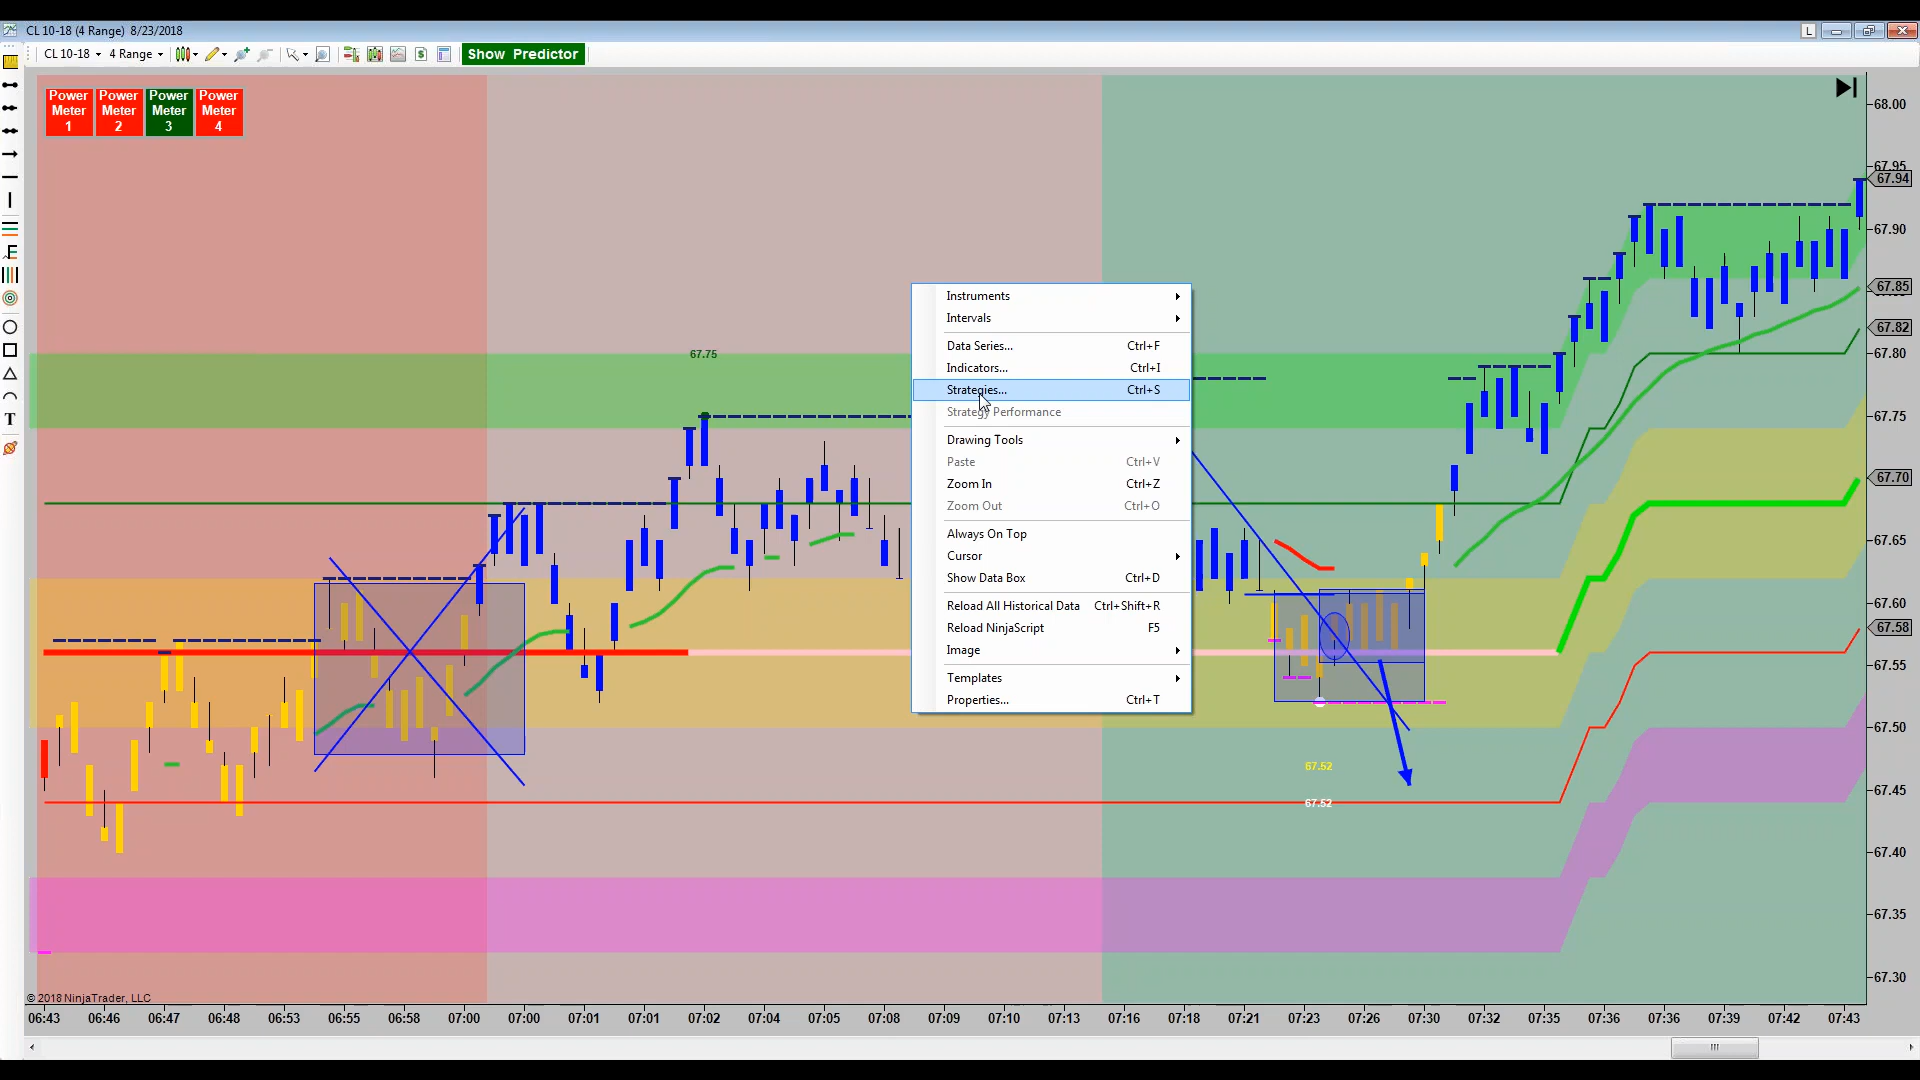 CL 10-18 (4 Range)  8/23/2018
L
CL 10-18
4 Range
$
Show Predictor
Power Meter 1
Power Meter 2
Power Meter 3
Power Meter 4
F
T
67.75
67.52
67.52
Instruments
Intervals
Data Series... Ctrl+F
Indicators... Ctrl+I
Strategies... Ctrl+S
Strategy Performance
Drawing Tools
Paste Ctrl+V
Zoom In Ctrl+Z
Zoom Out Ctrl+O
Always On Top
Cursor
Show Data Box Ctrl+D
Reload All Historical Data Ctrl+Shift+R
Reload NinjaScript F5
Image
Templates
Properties... Ctrl+T
68.00
67.95
67.94
67.90
67.85
67.82
67.80
67.75
67.70
67.65
67.60
67.58
67.55
67.50
67.45
67.40
67.35
67.30
© 2018 NinjaTrader, LLC
06:43 06:46 06:47 06:48 06:53 06:55 06:58 07:00 07:00 07:01 07:01 07:02 07:04 07:05 07:08 07:09 07:10 07:13 07:16 07:18 07:21 07:23 07:26 07:30 07:32 07:35 07:36 07:36 07:39 07:42 07:43